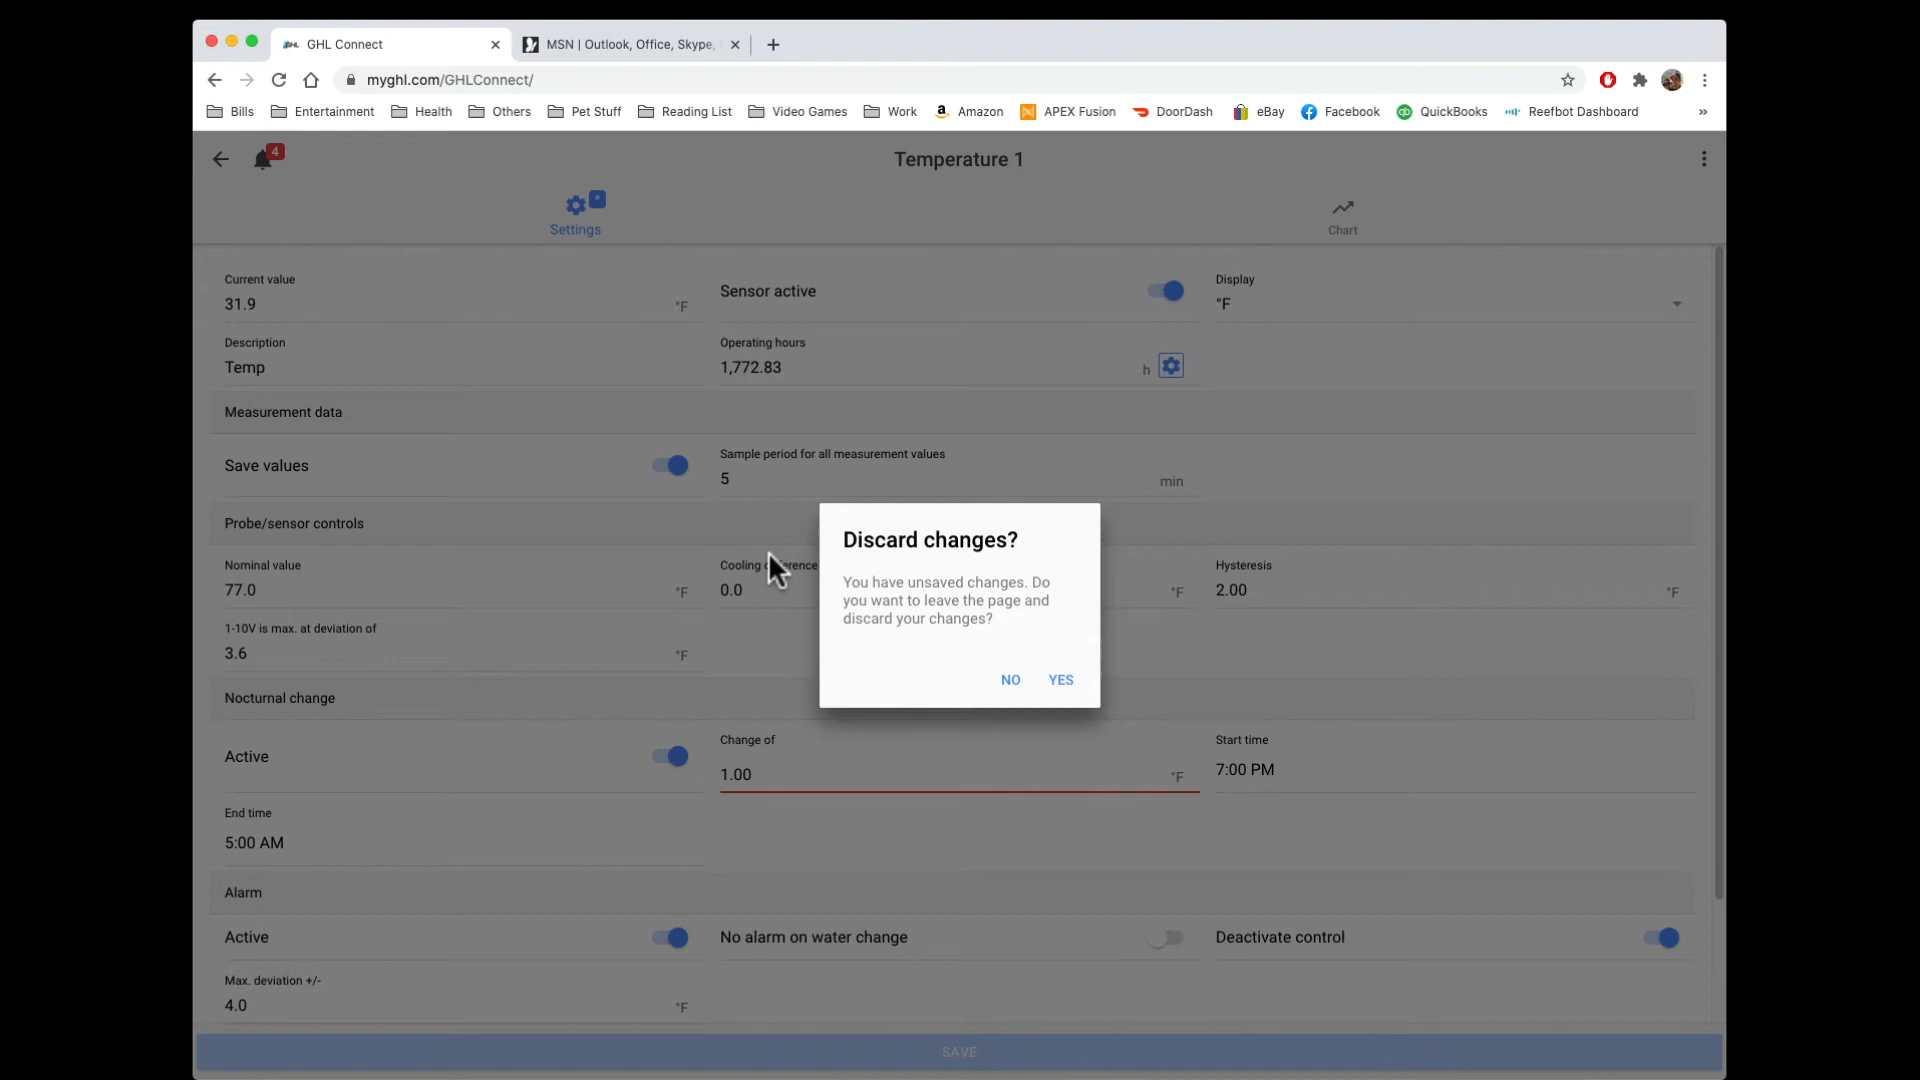 GHL Connect
MSN | Outlook, Office, Skype,
myghl.com/GHLConnect/
Bills Entertainment Health Others Pet Stuff Reading List Video Games Work Amazon APEX Fusion DoorDash eBay Facebook QuickBooks Reefbot Dashboard »
4
Temperature 1
*
Settings
Chart
Current value
31.9 °F
Sensor active
Display
°F
Description
Temp
Operating hours
1,772.83 h
Measurement data
Save values
Sample period for all measurement values
5 min
Probe/sensor controls
Nominal value
77.0 °F
Cooling
0.0 °F
Hysteresis
2.00 °F
1-10V is max. at deviation of
3.6 °F
Discard changes?
You have unsaved changes. Do
you want to leave the page and
discard your changes?
NO YES
Nocturnal change
Active
Change of
1.00 °F
Start time
7:00 PM
End time
5:00 AM
Alarm
Active
No alarm on water change
Deactivate control
Max. deviation +/-
4.0 °F
SAVE